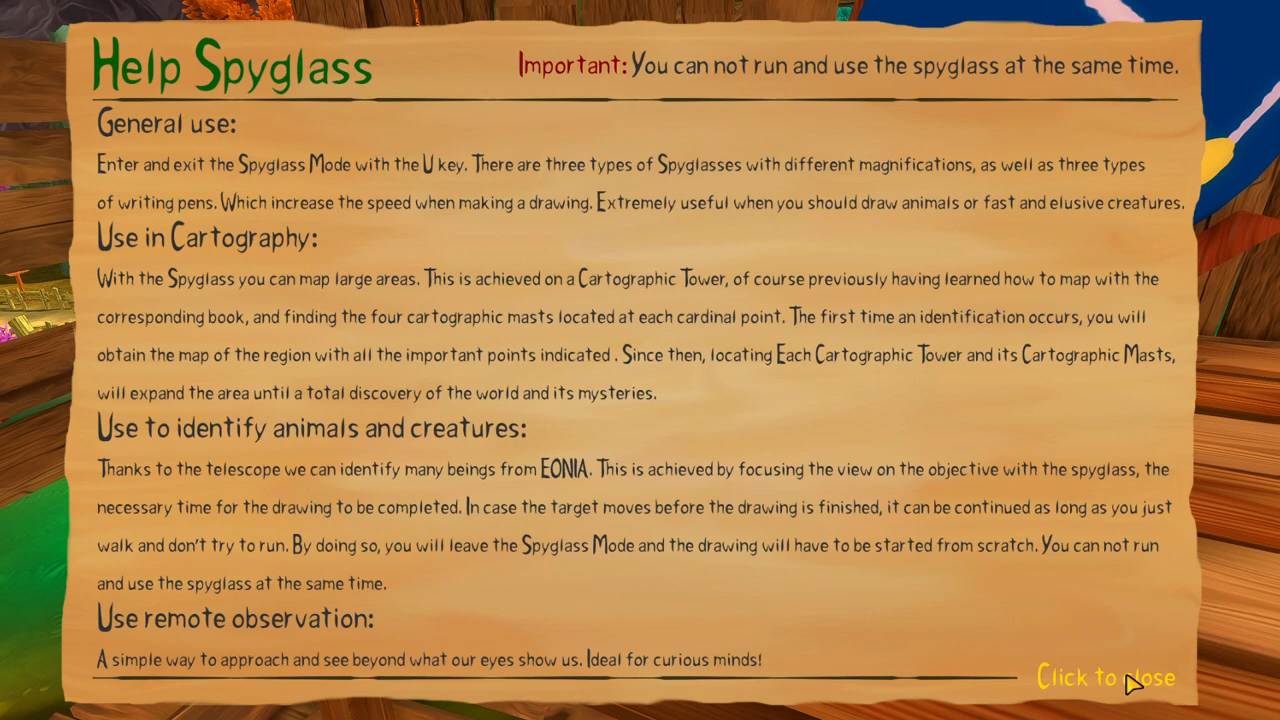 Help Spyglass
Important: You can not run and use the spyglass at the same time.
General use:
Enter and exit the Spyglass Mode with the U key. There are three types of Spyglasses with different magnifications, as well as three types
of writing pens. Which increase the speed when making a drawing. Extremely useful when you should draw animals or fast and elusive creatures.
Use in Cartography:
With the Spyglass you can map large areas. This is achieved on a Cartographic Tower, of course previously having learned how to map with the
corresponding book, and finding the four cartographic masts located at each cardinal point. The first time an identification occurs, you will
obtain the map of the region with all the important points indicated . Since then, locating Each Cartographic Tower and its Cartographic Masts,
will expand the area until a total discovery of the world and its mysteries.
Use to identify animals and creatures:
Thanks to the telescope we can identify many beings from EONIA. This is achieved by focusing the view on the objective with the spyglass, the
necessary time for the drawing to be completed. In case the target moves before the drawing is finished, it can be continued as long as you just
walk and don't try to run. By doing so, you will leave the Spyglass Mode and the drawing will have to be started from scratch. You can not run
and use the spyglass at the same time.
Use remote observation:
A simple way to approach and see beyond what our eyes show us. Ideal for curious minds!
Click to close